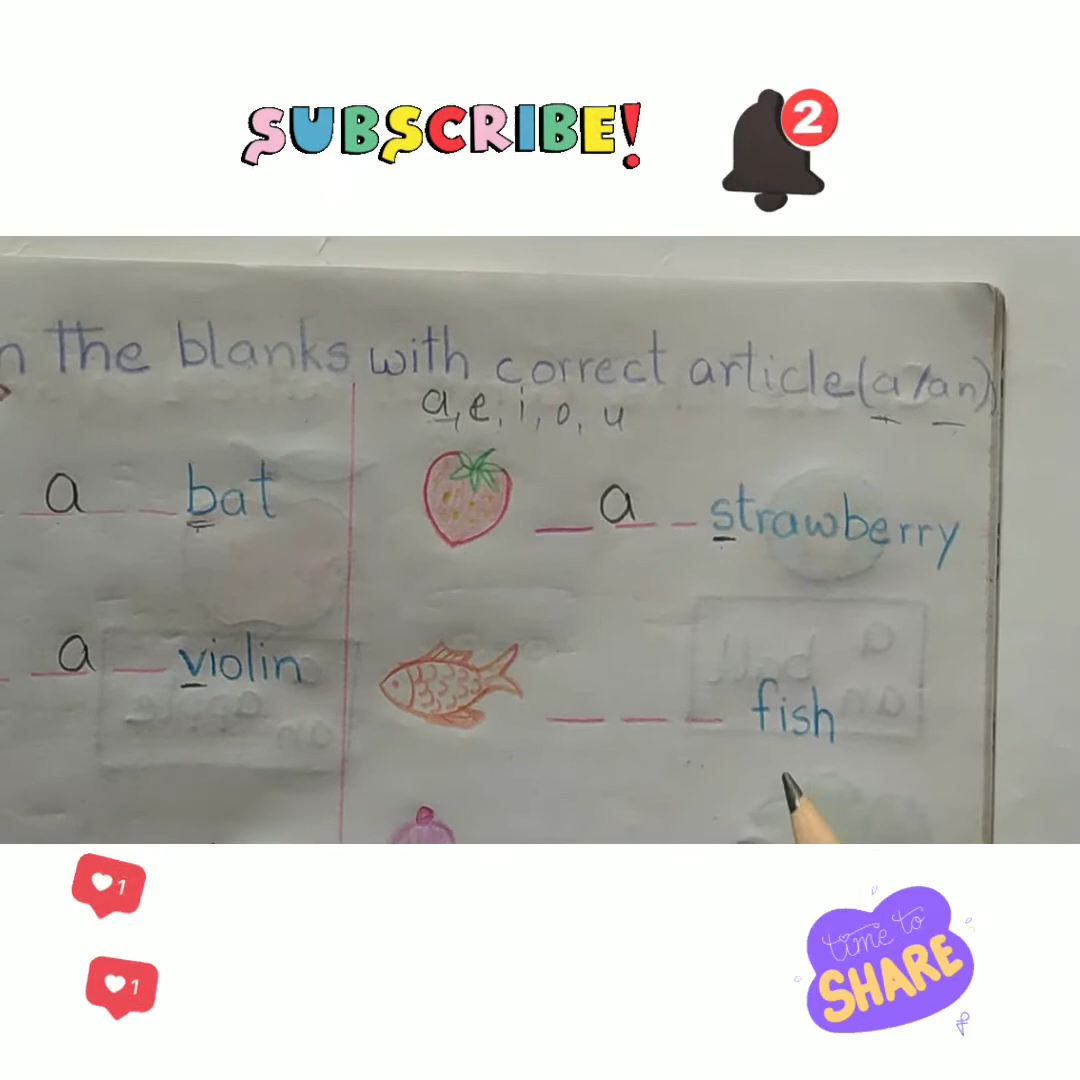 SUBSCRIBE!
2
n the blanks with correct article (a/an)
a, e, i, o, u
a bat
a strawberry
a violin
fish
1
1
time to
SHARE